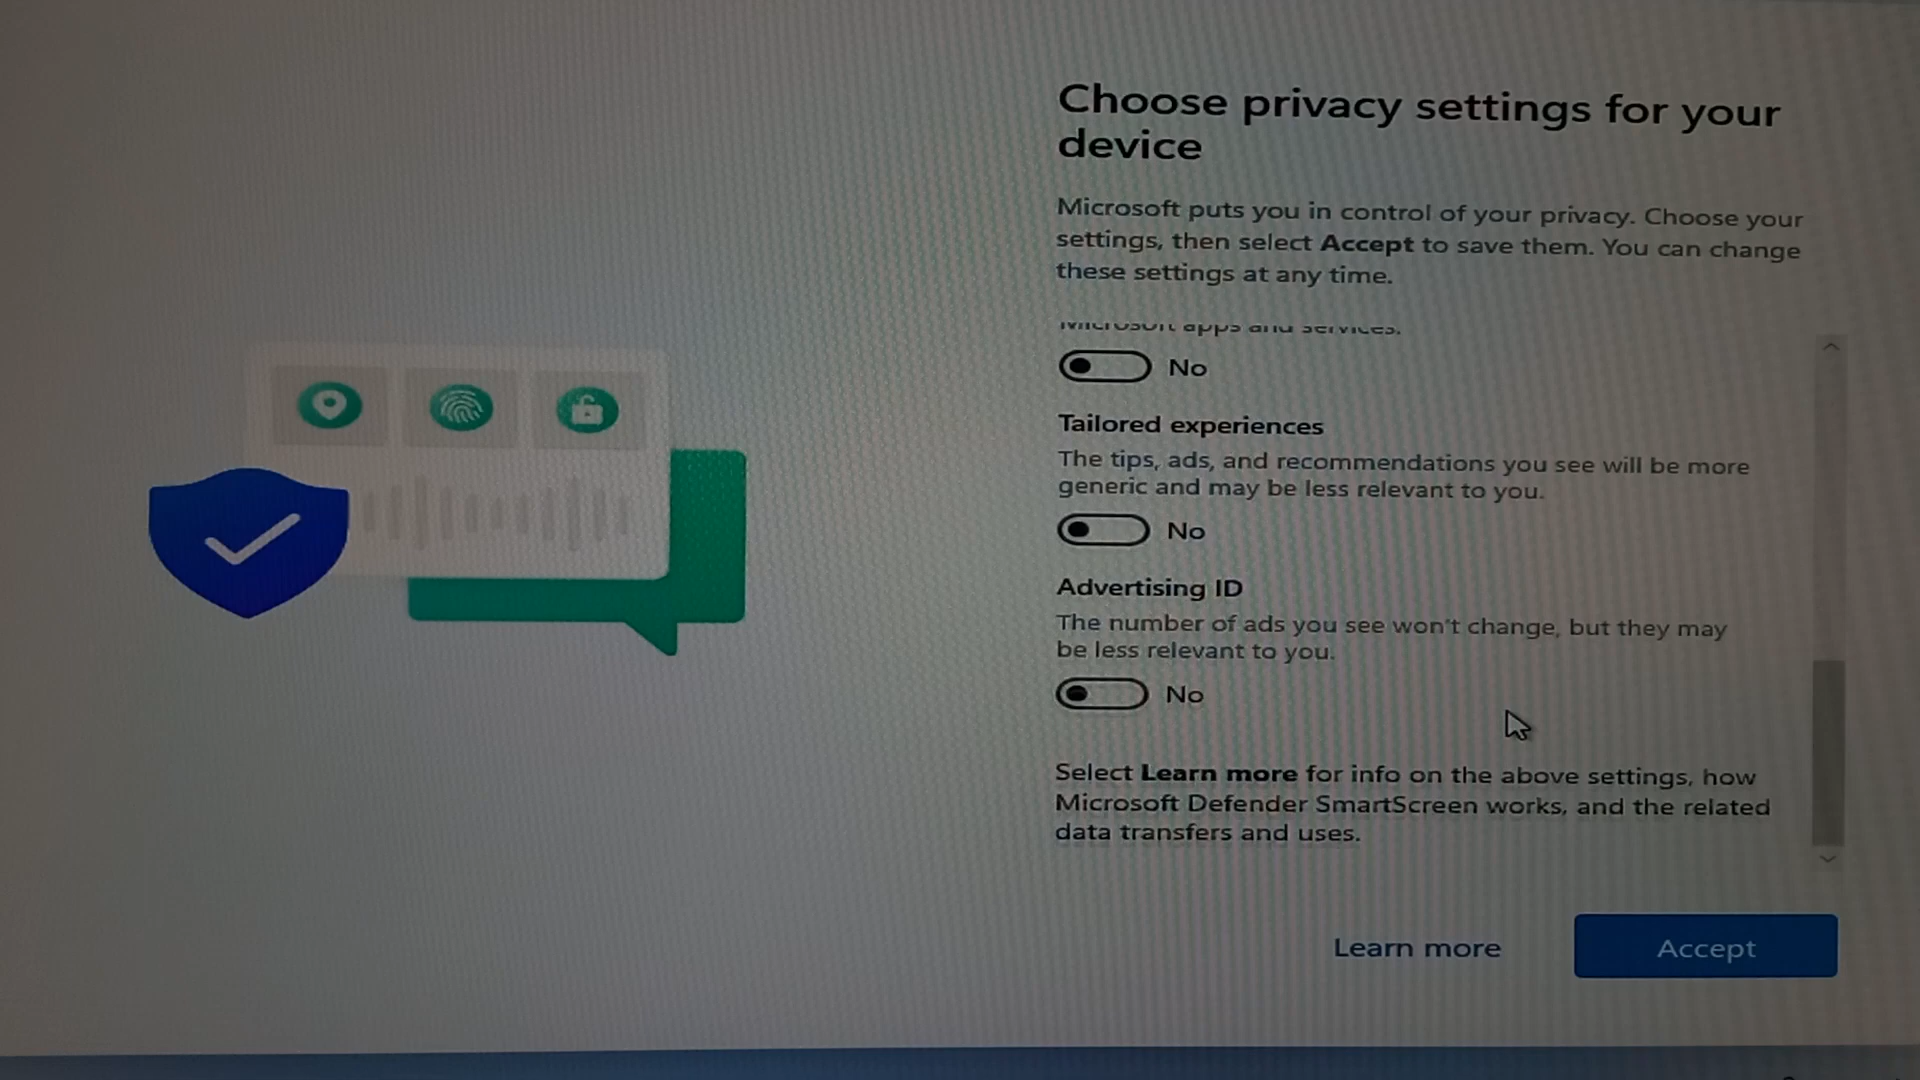 Choose privacy settings for your
device
Microsoft puts you in control of your privacy. Choose your
settings, then select Accept to save them. You can change
these settings at any time.
Microsoft apps and services.
No
Tailored experiences
The tips, ads, and recommendations you see will be more
generic and may be less relevant to you.
No
Advertising ID
The number of ads you see won't change, but they may
be less relevant to you.
No
Select Learn more for info on the above settings, how
Microsoft Defender SmartScreen works, and the related
data transfers and uses.
Learn more
Accept